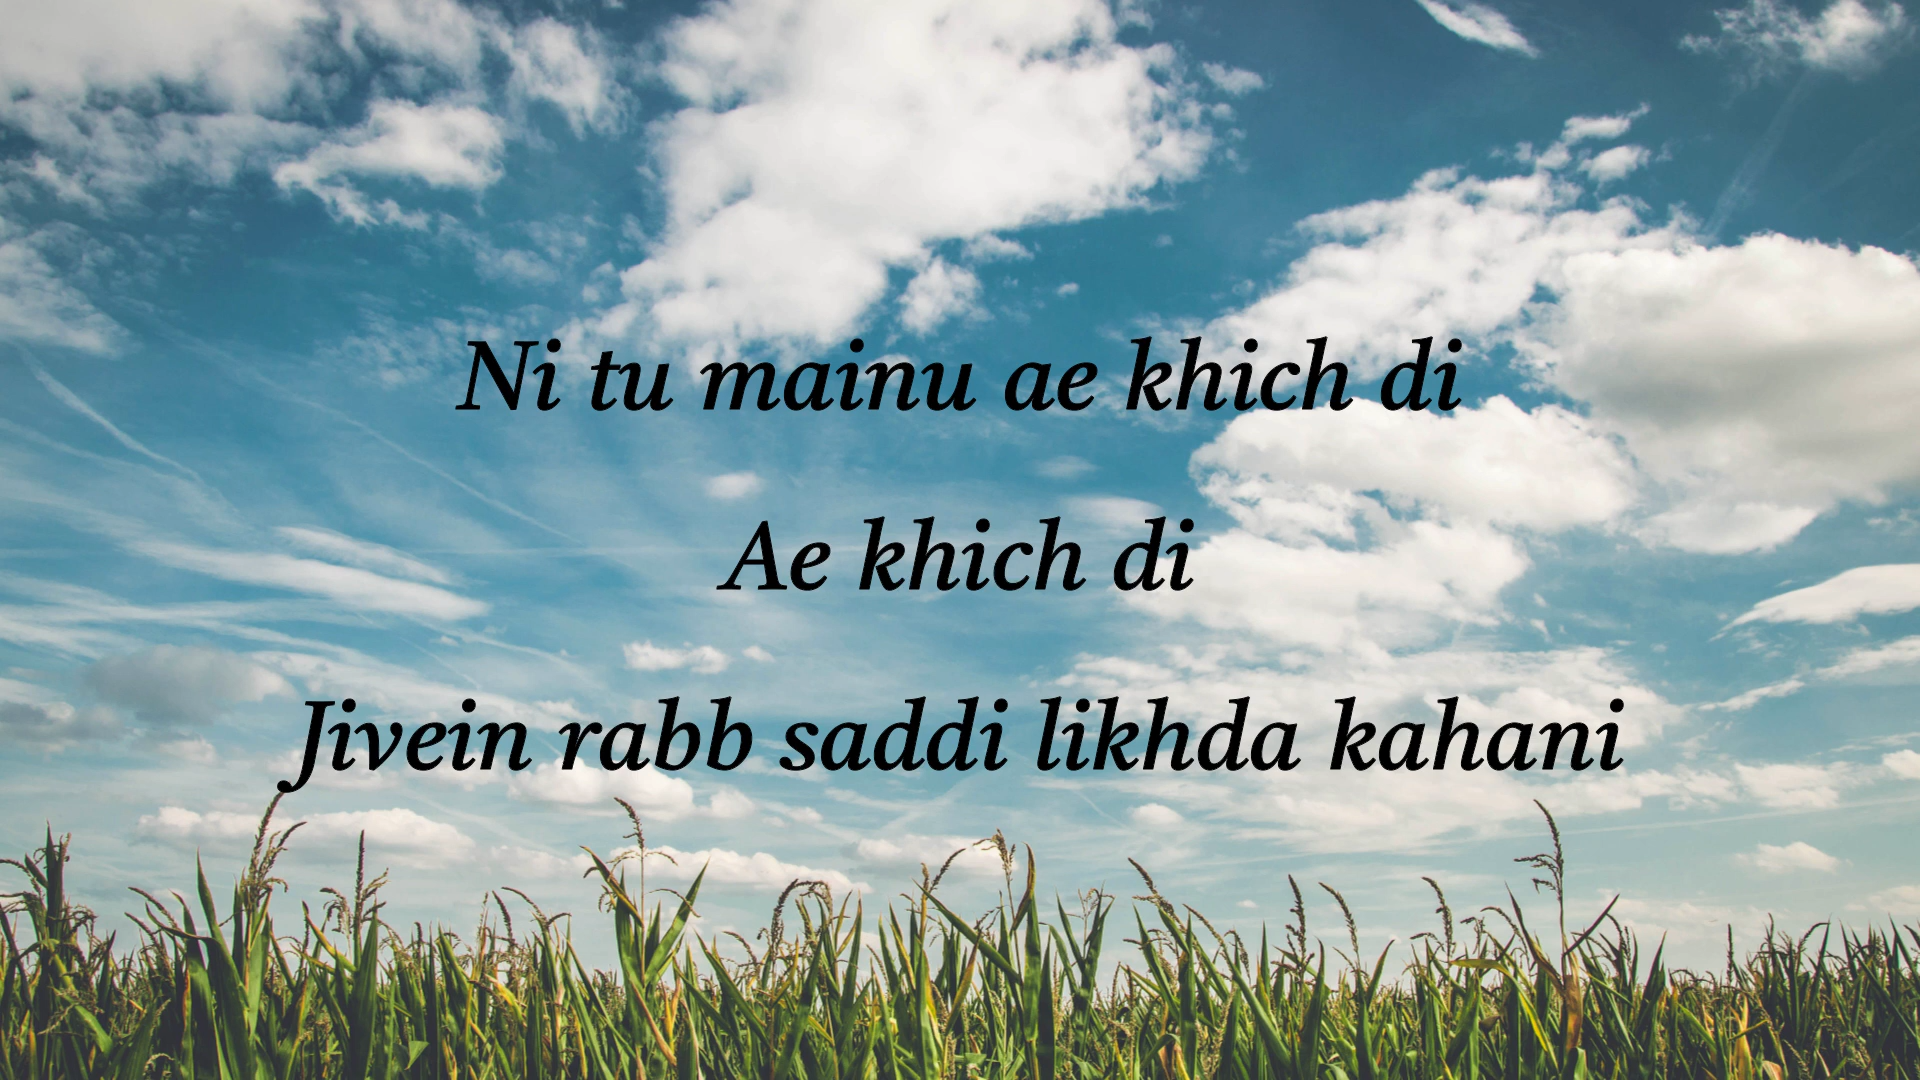 Ni tu mainu ae khich di
Ae khich di
Jivein rabb saddi likhda kahani